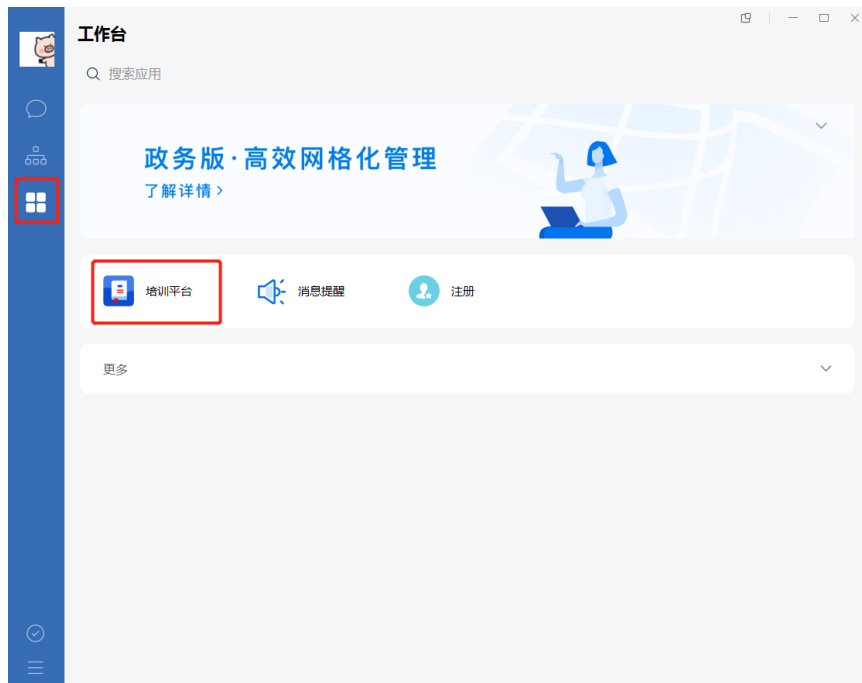 工作台
搜索应用
政务版·高效网格化管理
了解详情>
培训平台
消息提醒
注册
更多